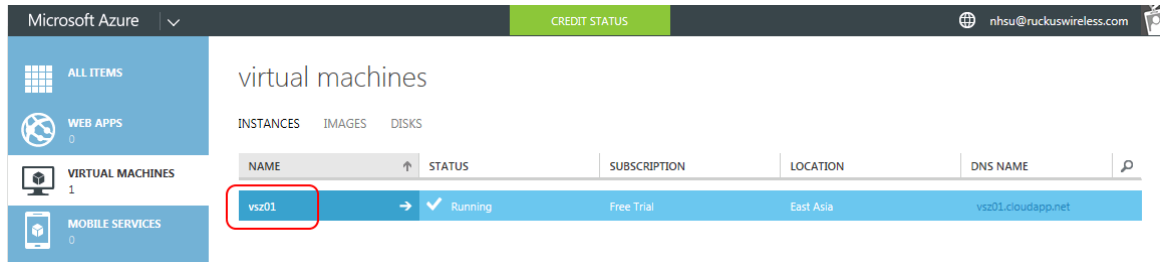 Microsoft Azure
CREDIT STATUS
nhsu@ruckuswireless.com
ALL ITEMS
WEB APPS
0
VIRTUAL MACHINES
1
MOBILE SERVICES
0
virtual machines
INSTANCES IMAGES DISKS
NAME STATUS SUBSCRIPTION LOCATION DNS NAME
vsz01 Running Free Trial East Asia vsz01.cloudapp.net